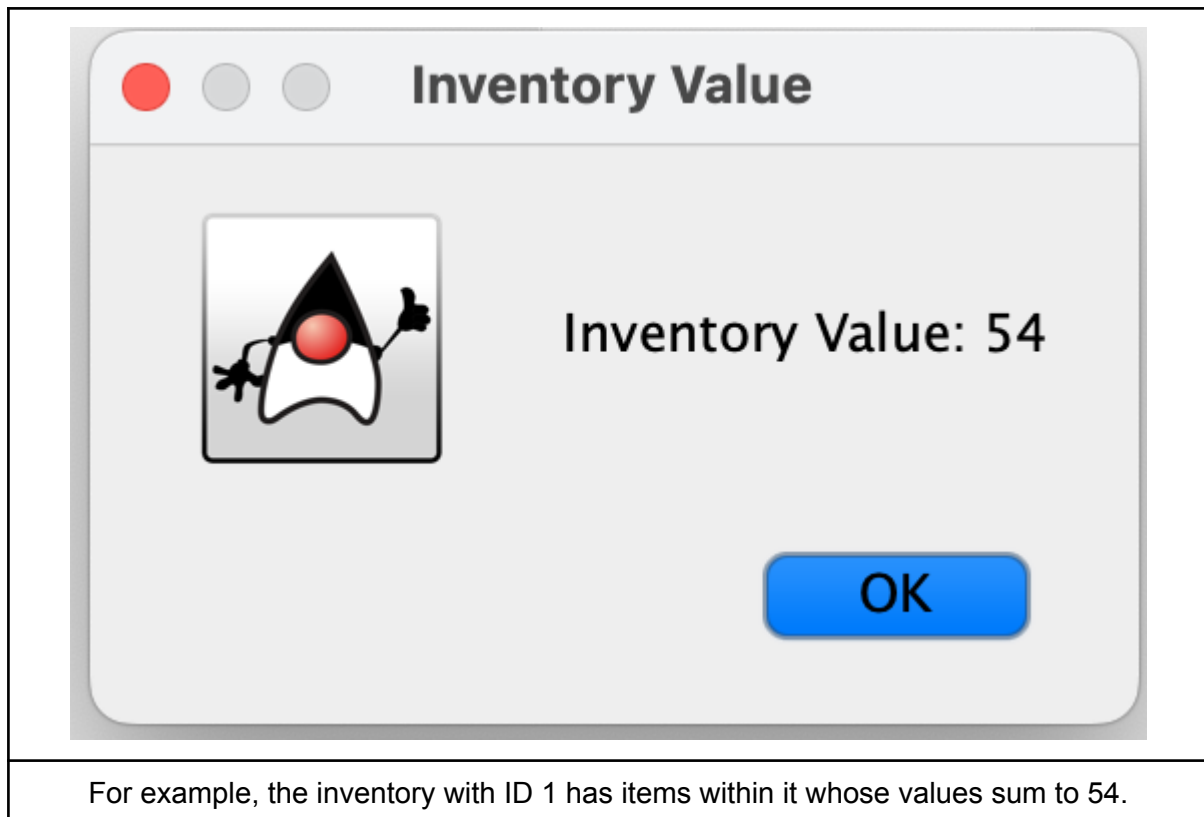 Inventory Value
Inventory Value: 54
OK
For example, the inventory with ID 1 has items within it whose values sum to 54.